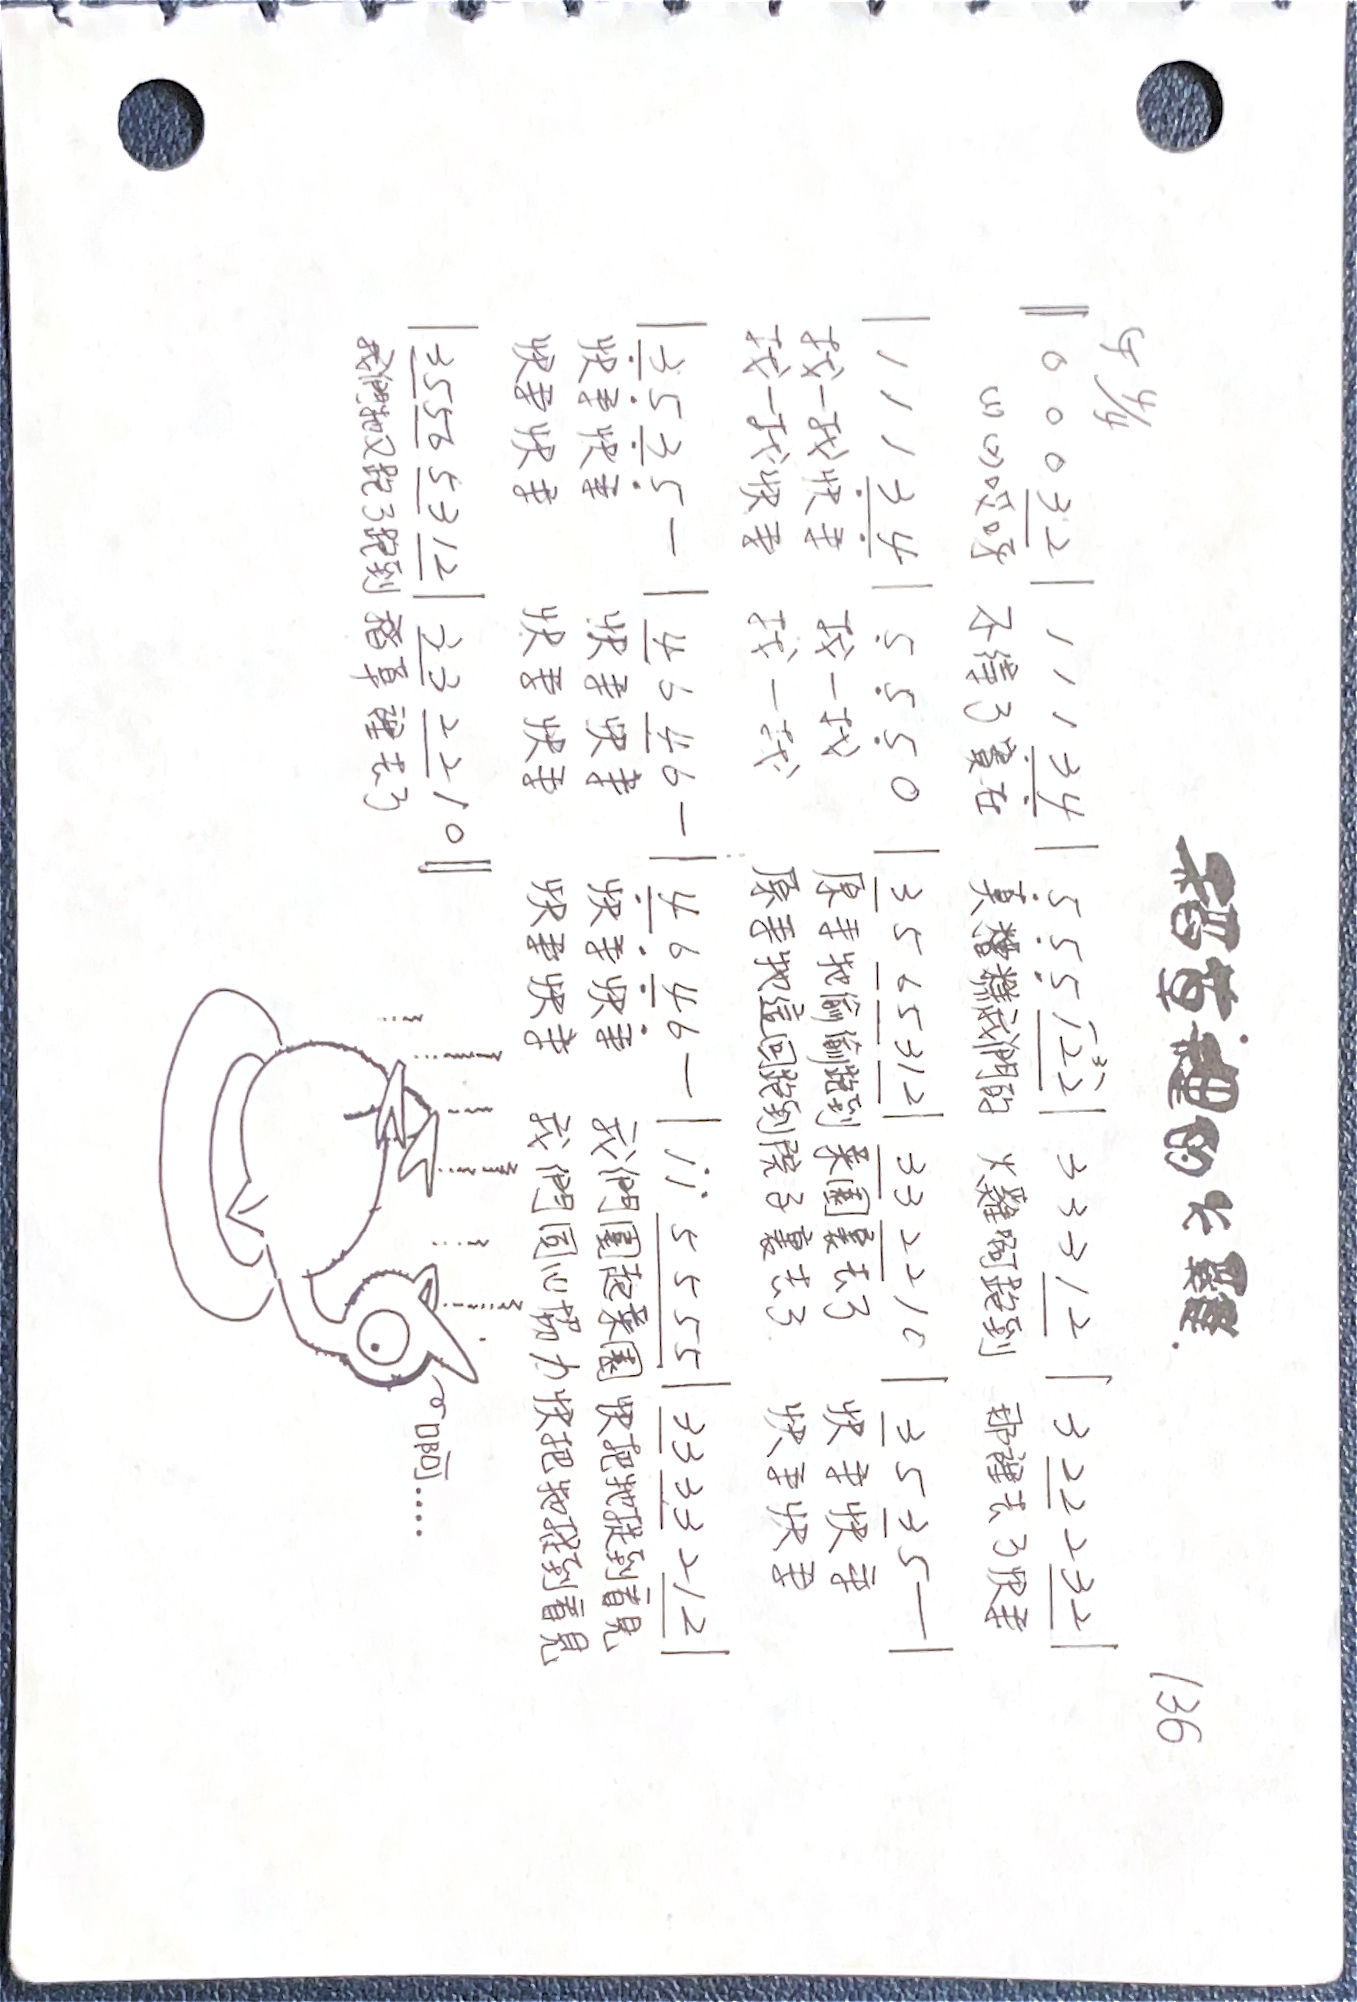 稻草裡的火雞
136
G 4/4
‖ 0 0 0 3 2 | 1 1 1 3 4 | 5 5 5 1 2 2 | 3 3 3 1 2 | 3 2 2 2 3 2 |
(1) (2) 哎呀 不得了實在 真糟糕我們的 火雞啊跑到 那裡去了快來
| 1 1 1 3 4 | 5 5 5 0 | 3 5 6 5 3 1 2 | 3 3 2 2 1 0 | 3 5 3 5 — |
找一找快來 找一找 原來牠偷偷跑到菜園裏去了 快來快來
找一找快來 找一找 原來牠這回跑到院子裏去了 快來快來
| 3 5 3 5 — | 4 6 4 6 — | 4 6 4 6 — | i i 5 5 5 5 | 3 3 3 3 2 1 2 |
快來快來 快來快來 快來快來 我們圍起菜園 快把牠捉到看見
快來快來 快來快來 快來快來 我們同心協力快把牠捉到看見
| 3 5 5 6 5 3 1 2 | 3 3 2 2 1 0 ‖
我們牠又跑了跑到 稻草裡去了
啊....